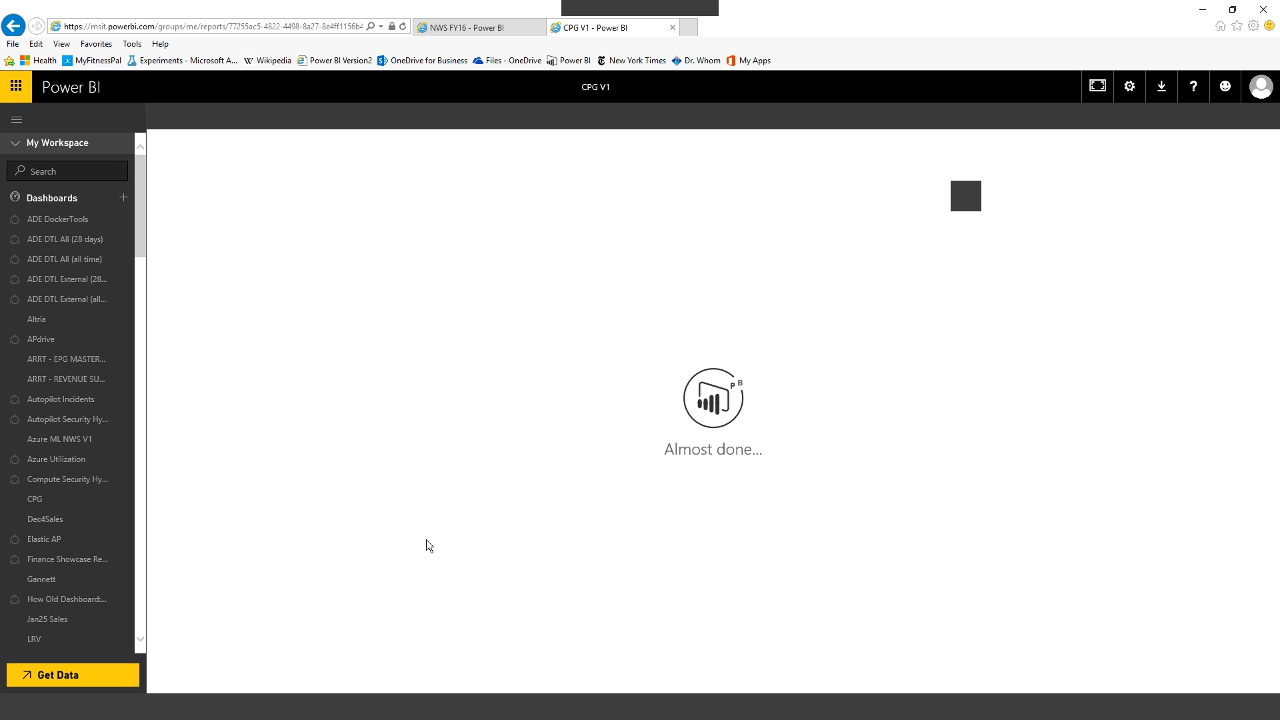 https://msit.powerbi.com/groups/me/reports/77255ac5-4822-4498-8a27-8e4ff1156b4
NWS FY16 - Power BI
CPG V1 - Power BI
File Edit View Favorites Tools Help
Health
MyFitnessPal
Experiments - Microsoft A...
Wikipedia
Power BI Version2
OneDrive for Business
Files - OneDrive
Power BI
New York Times
Dr. Whom
My Apps
Power BI
CPG V1
My Workspace
Search
Dashboards
ADE DockerTools
ADE DTL All (28 days)
ADE DTL All (all time)
ADE DTL External (28...
ADE DTL External (all...
Altria
APdrive
ARRT - EPG MASTER...
ARRT - REVENUE SU...
Autopilot Incidents
Autopilot Security Hy...
Azure ML NWS V1
Azure Utilization
Compute Security Hy...
CPG
Dec4Sales
Elastic AP
Finance Showcase Re...
Gannett
How Old Dashboard:...
Jan25 Sales
LRV
Get Data
P B
Almost done...